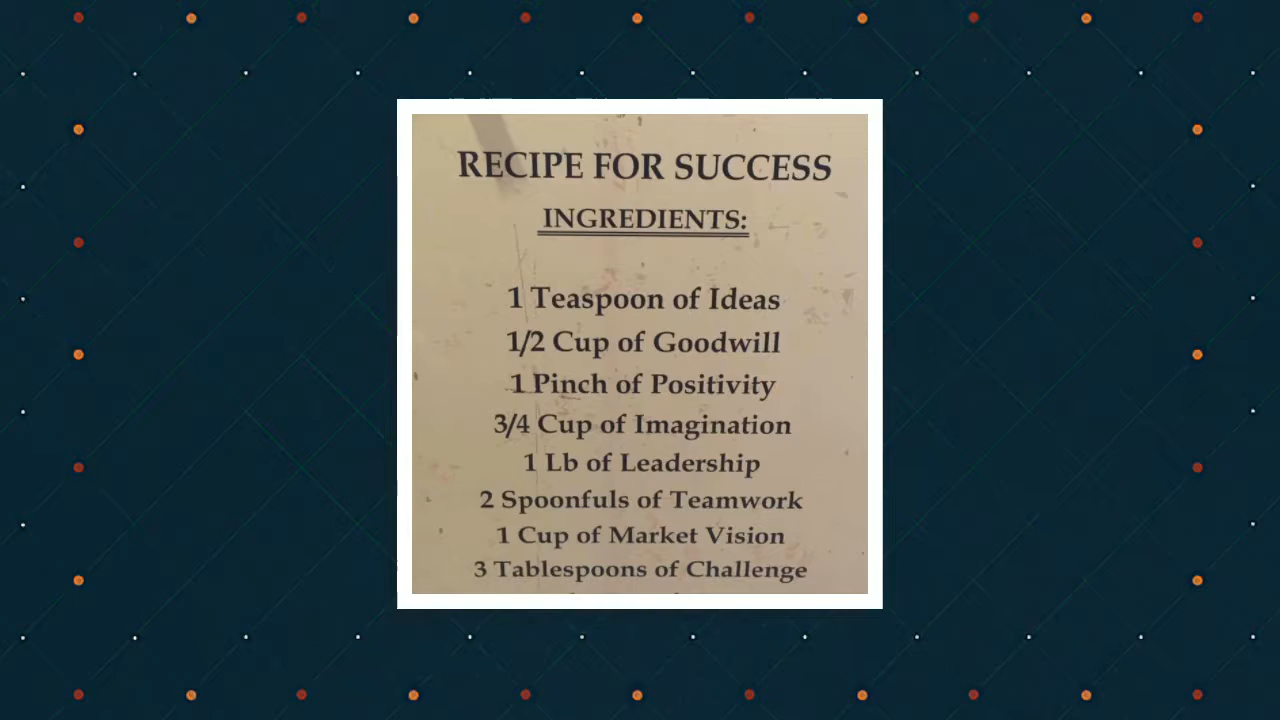 RECIPE FOR SUCCESS
INGREDIENTS:
1 Teaspoon of Ideas
1/2 Cup of Goodwill
1 Pinch of Positivity
3/4 Cup of Imagination
1 Lb of Leadership
2 Spoonfuls of Teamwork
1 Cup of Market Vision
3 Tablespoons of Challenge